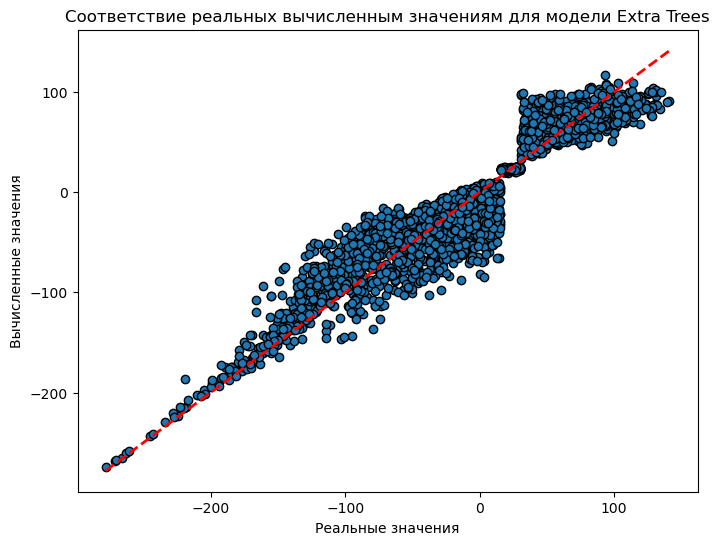 Соответствие реальных вычисленным значениям для модели Extra Trees
100
0
−100
−200
Вычисленные значения
−200
−100
0
100
Реальные значения